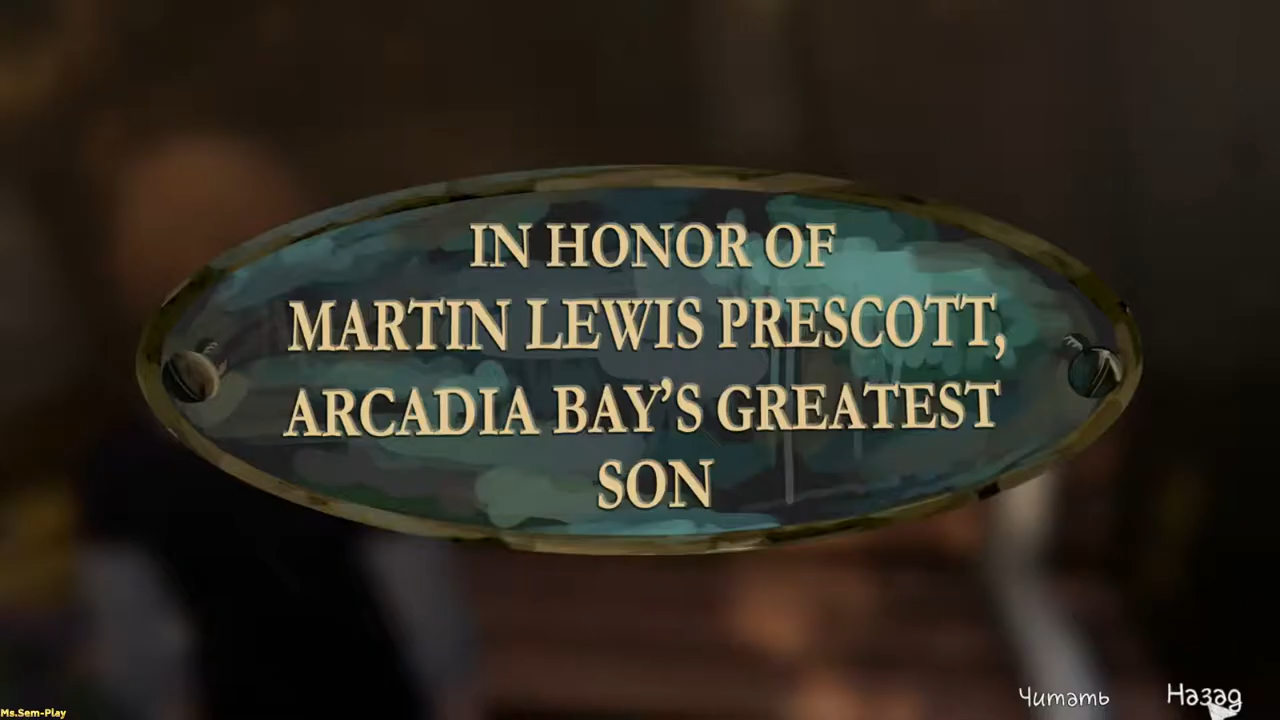 IN HONOR OF
MARTIN LEWIS PRESCOTT,
ARCADIA BAY'S GREATEST
SON
Читать Назад
Ms.Sem-Play